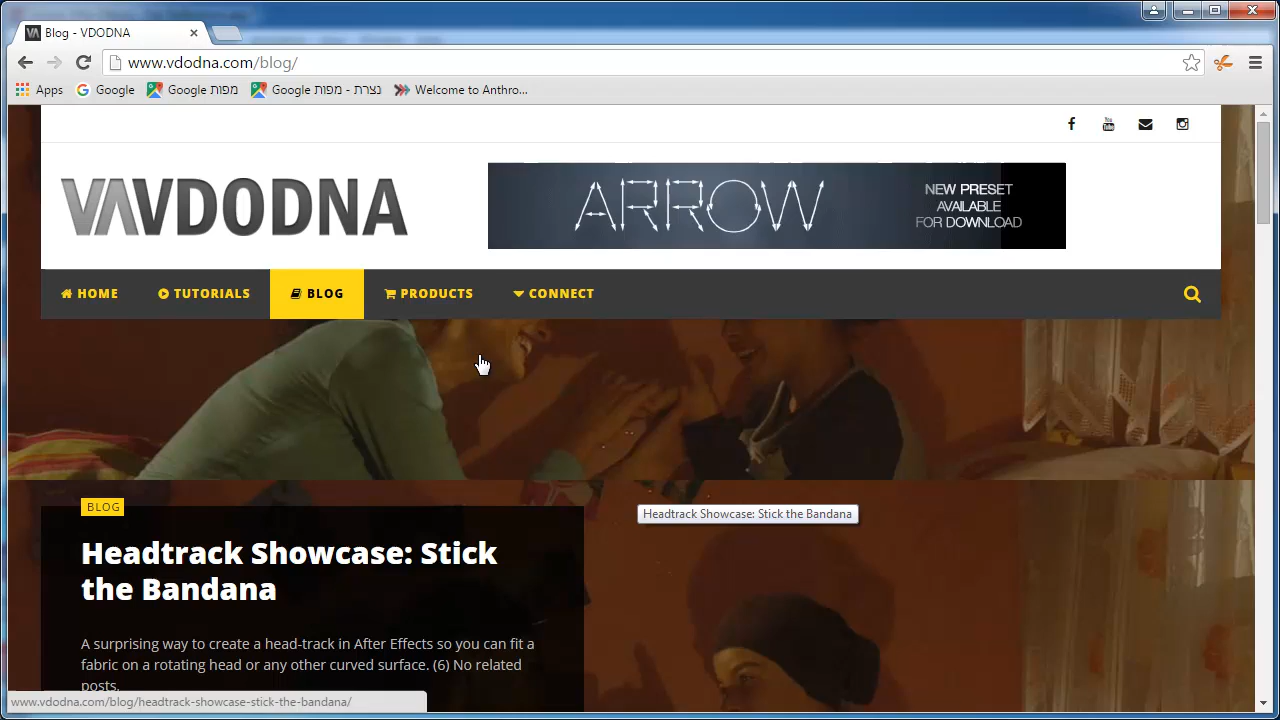 Blog - VDODNA
www.vdodna.com/blog/
Apps
Google
מפות Google
נצרת - מפות Google
Welcome to Anthro...
VAVDODNA
ARROW
NEW PRESET
AVAILABLE
FOR DOWNLOAD
HOME
TUTORIALS
BLOG
PRODUCTS
CONNECT
BLOG
Headtrack Showcase: Stick the Bandana
Headtrack Showcase: Stick
the Bandana
A surprising way to create a head-track in After Effects so you can fit a
fabric on a rotating head or any other curved surface. (6) No related
posts.
www.vdodna.com/blog/headtrack-showcase-stick-the-bandana/